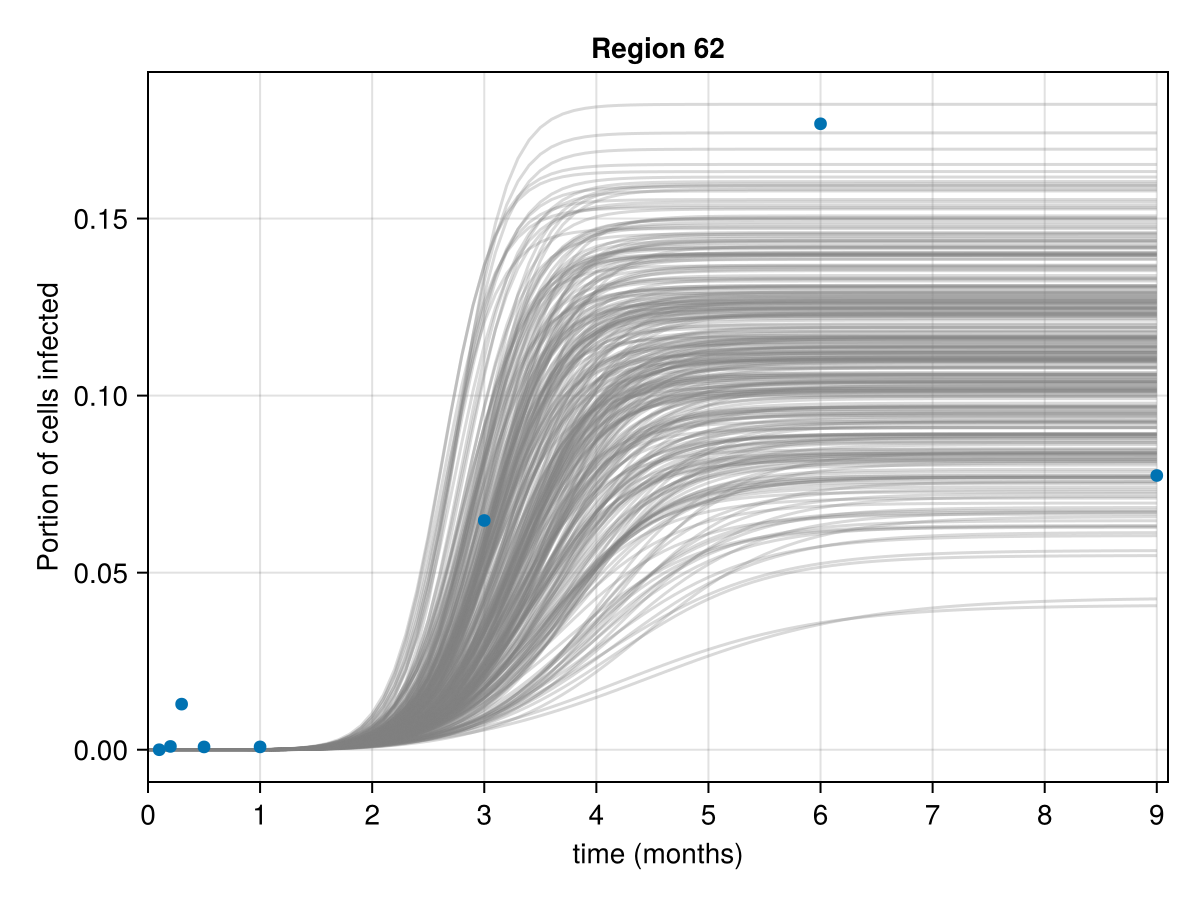 Region 62
Portion of cells infected
0.15
0.10
0.05
0.00
0 1 2 3 4 5 6 7 8 9
time (months)